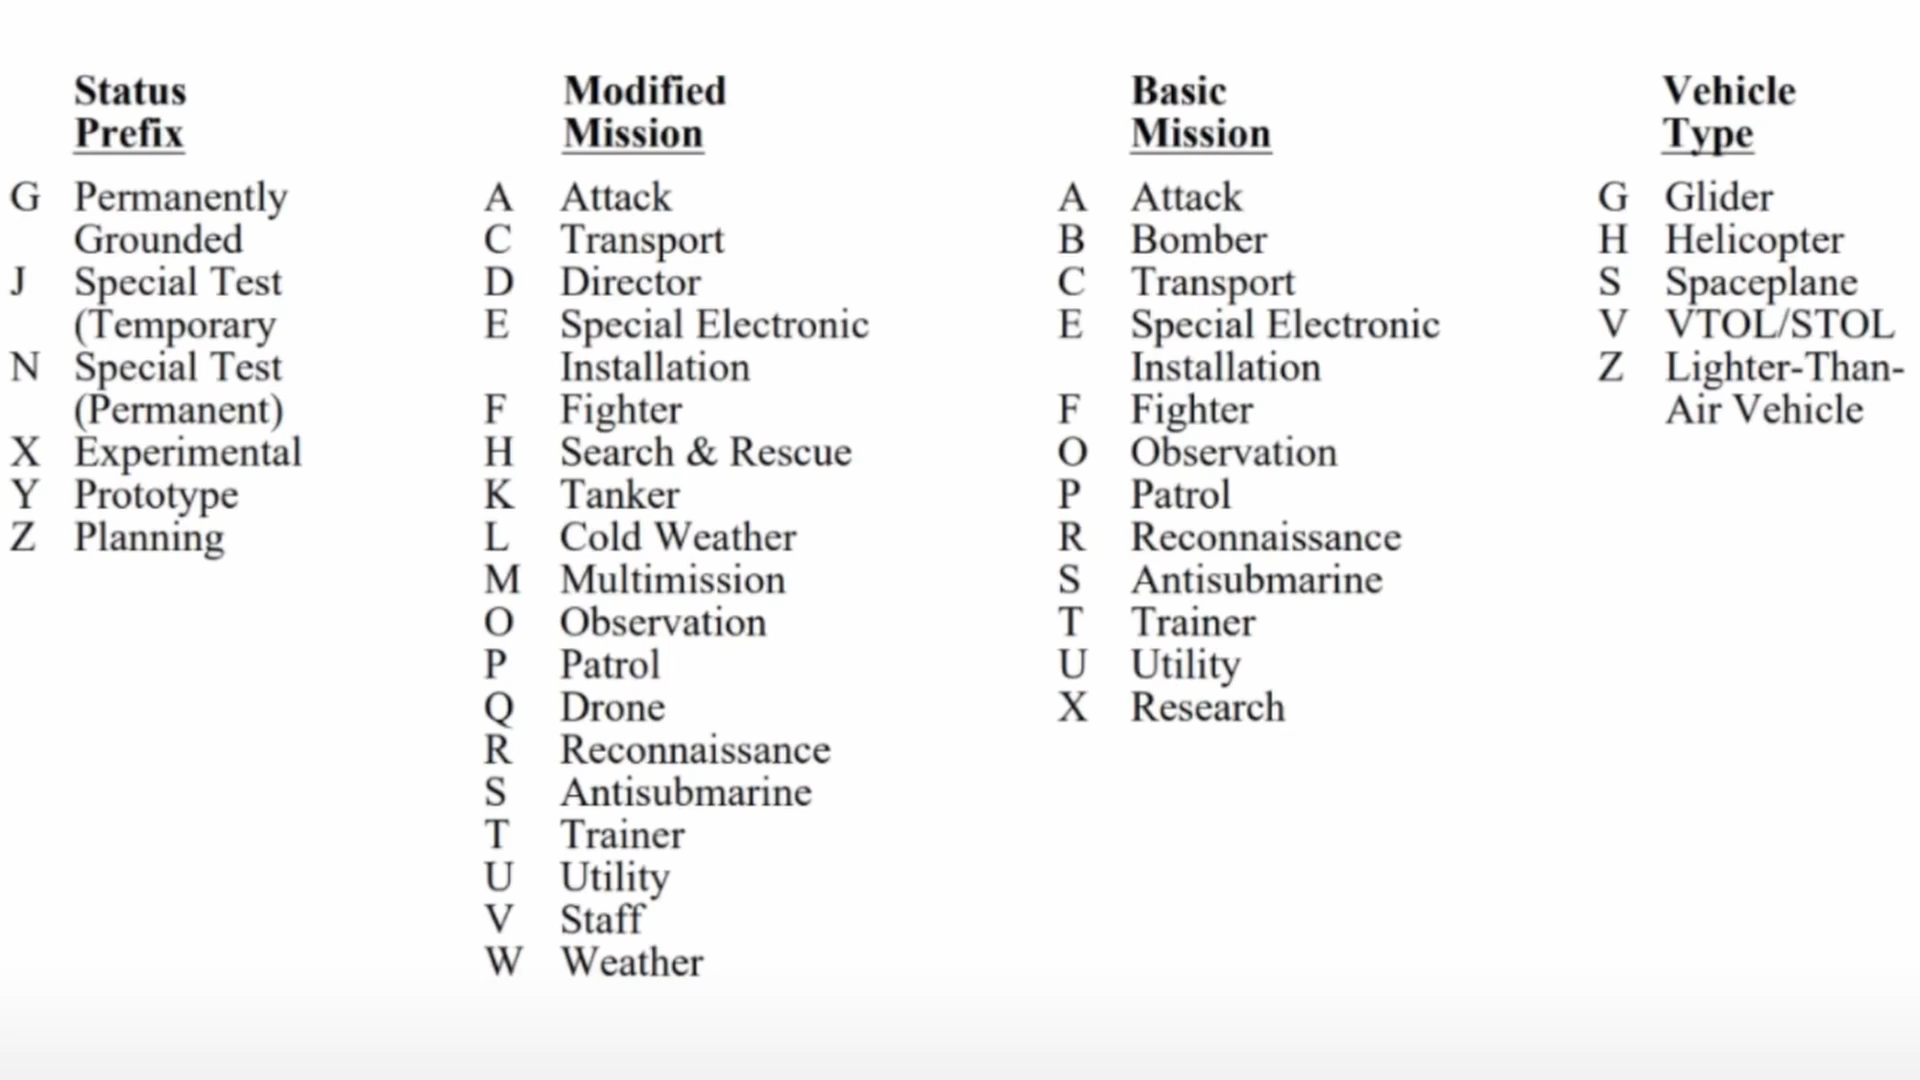 Status
Prefix
G Permanently
Grounded
J Special Test
(Temporary
N Special Test
(Permanent)
X Experimental
Y Prototype
Z Planning
Modified
Mission
A Attack
C Transport
D Director
E Special Electronic
Installation
F Fighter
H Search & Rescue
K Tanker
L Cold Weather
M Multimission
O Observation
P Patrol
Q Drone
R Reconnaissance
S Antisubmarine
T Trainer
U Utility
V Staff
W Weather
Basic
Mission
A Attack
B Bomber
C Transport
E Special Electronic
Installation
F Fighter
O Observation
P Patrol
R Reconnaissance
S Antisubmarine
T Trainer
U Utility
X Research
Vehicle
Type
G Glider
H Helicopter
S Spaceplane
V VTOL/STOL
Z Lighter-Than-
Air Vehicle